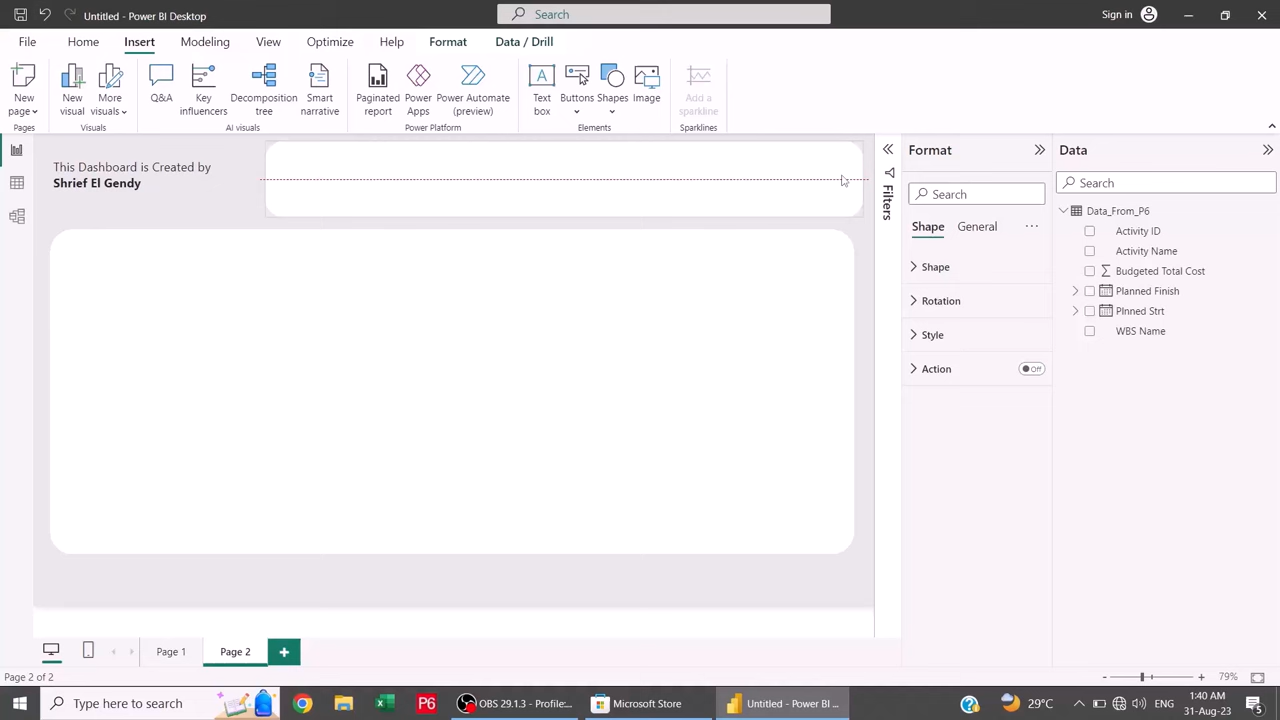 Untitled - Power BI Desktop
Search
Sign in
File
Home
Insert
Modeling
View
Optimize
Help
Format
Data / Drill
New page
New visual
More visuals
Q&A
Key influencers
Decomposition tree
Smart narrative
Paginated report
Power Apps
Power Automate (preview)
Text box
Buttons
Shapes
Image
Add a sparkline
Pages
Visuals
AI visuals
Power Platform
Elements
Sparklines
This Dashboard is Created by
Shrief El Gendy
Filters
Format
Search
Shape
General
Shape
Rotation
Style
Action
Off
Data
Search
Data_From_P6
Activity ID
Activity Name
Budgeted Total Cost
Planned Finish
Plnned Strt
WBS Name
Page 1
Page 2
Page 2 of 2
79%
Type here to search
P6
OBS 29.1.3 - Profile:...
Microsoft Store
Untitled - Power BI ...
29°C
ENG
1:40 AM
31-Aug-23
5